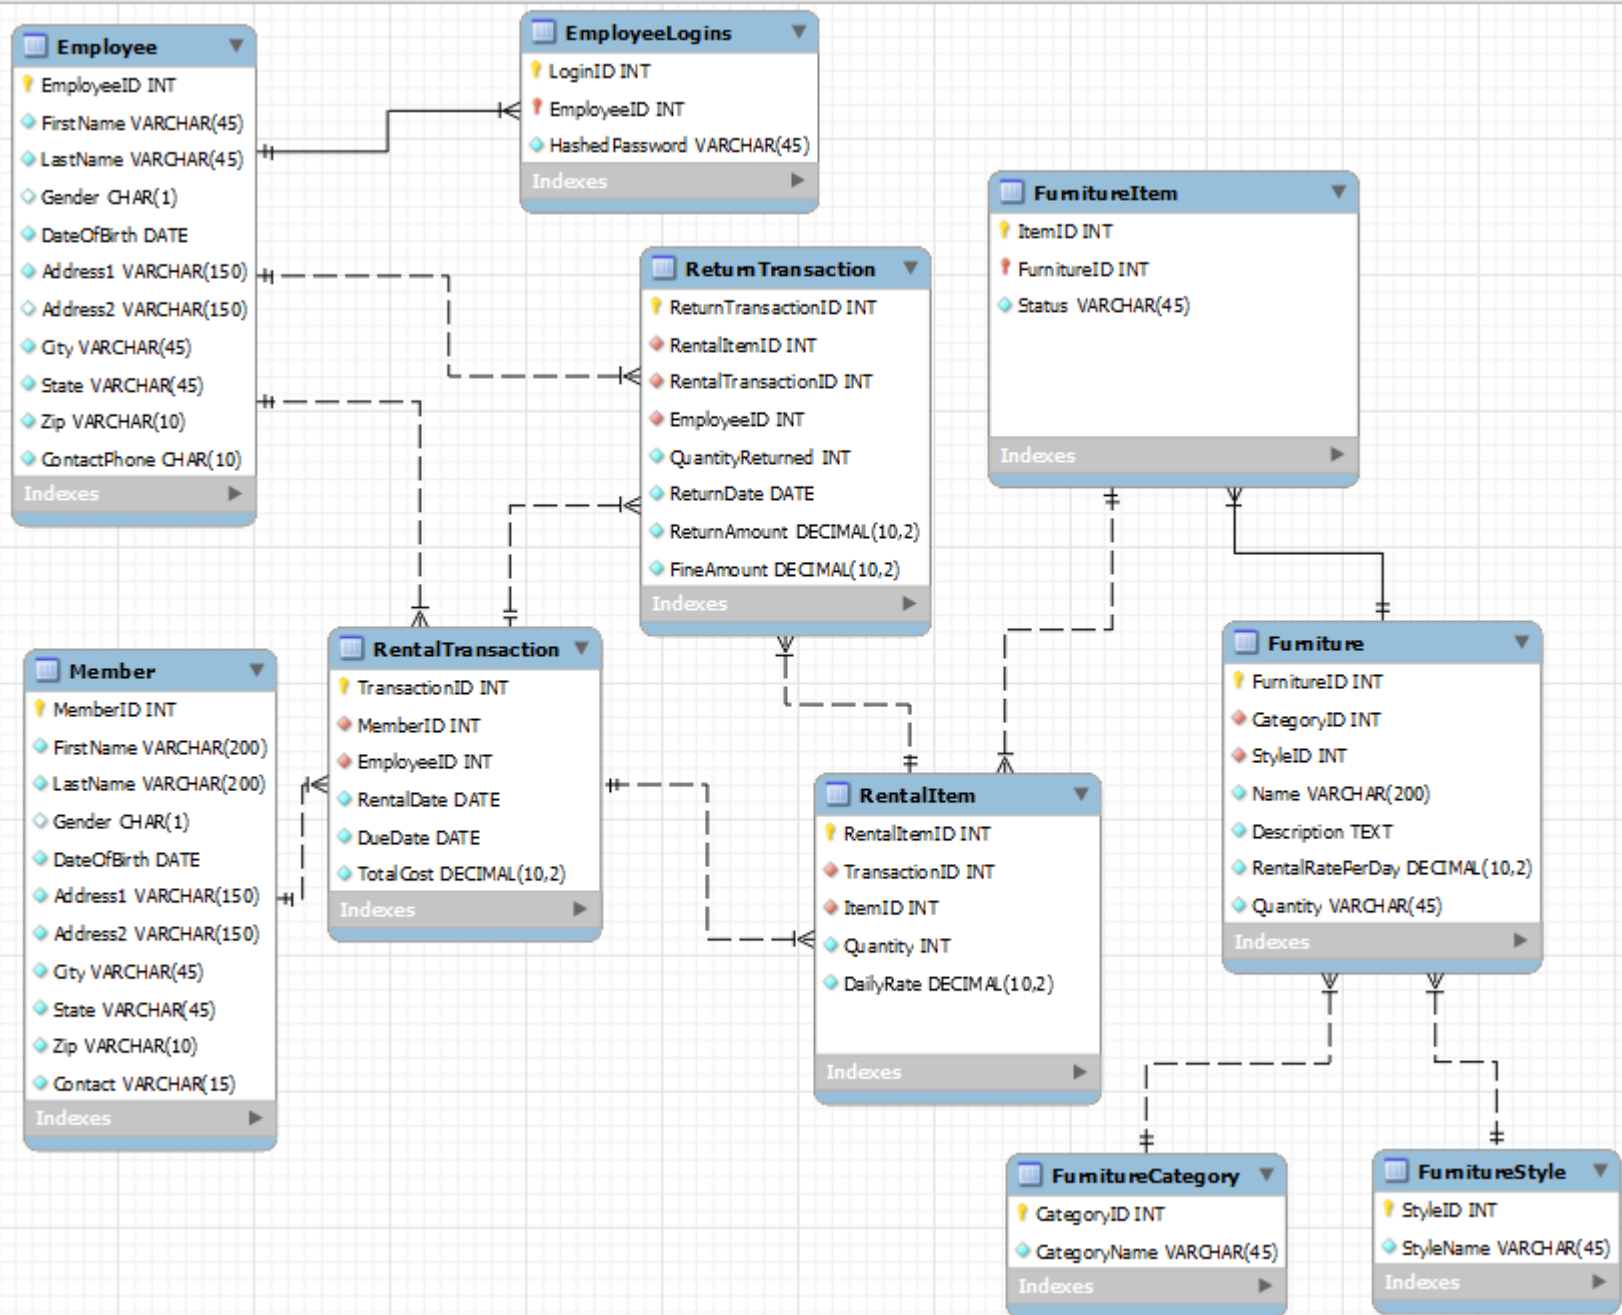 Employee
EmployeeID INT
FirstName VARCHAR(45)
LastName VARCHAR(45)
Gender CHAR(1)
DateOfBirth DATE
Address1 VARCHAR(150)
Address2 VARCHAR(150)
City VARCHAR(45)
State VARCHAR(45)
Zip VARCHAR(10)
ContactPhone CHAR(10)
Indexes
EmployeeLogins
LoginID INT
EmployeeID INT
HashedPassword VARCHAR(45)
Indexes
ReturnTransaction
ReturnTransactionID INT
RentalItemID INT
RentalTransactionID INT
EmployeeID INT
QuantityReturned INT
ReturnDate DATE
ReturnAmount DECIMAL(10,2)
FineAmount DECIMAL(10,2)
Indexes
FurnitureItem
ItemID INT
FurnitureID INT
Status VARCHAR(45)
Indexes
Member
MemberID INT
FirstName VARCHAR(200)
LastName VARCHAR(200)
Gender CHAR(1)
DateOfBirth DATE
Address1 VARCHAR(150)
Address2 VARCHAR(150)
City VARCHAR(45)
State VARCHAR(45)
Zip VARCHAR(10)
Contact VARCHAR(15)
Indexes
RentalTransaction
TransactionID INT
MemberID INT
EmployeeID INT
RentalDate DATE
DueDate DATE
TotalCost DECIMAL(10,2)
Indexes
RentalItem
RentalItemID INT
TransactionID INT
ItemID INT
Quantity INT
DailyRate DECIMAL(10,2)
Indexes
Furniture
FurnitureID INT
CategoryID INT
StyleID INT
Name VARCHAR(200)
Description TEXT
RentalRatePerDay DECIMAL(10,2)
Quantity VARCHAR(45)
Indexes
FurnitureCategory
CategoryID INT
CategoryName VARCHAR(45)
Indexes
FurnitureStyle
StyleID INT
StyleName VARCHAR(45)
Indexes